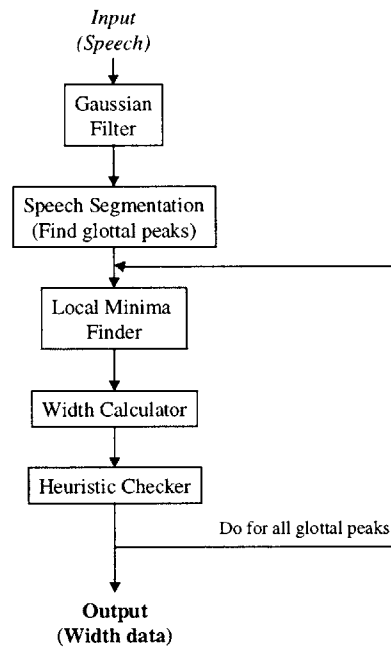 Input
(Speech)
Gaussian
Filter
Speech Segmentation
(Find glottal peaks)
Local Minima
Finder
Width Calculator
Heuristic Checker
Do for all glottal peaks
Output
(Width data)